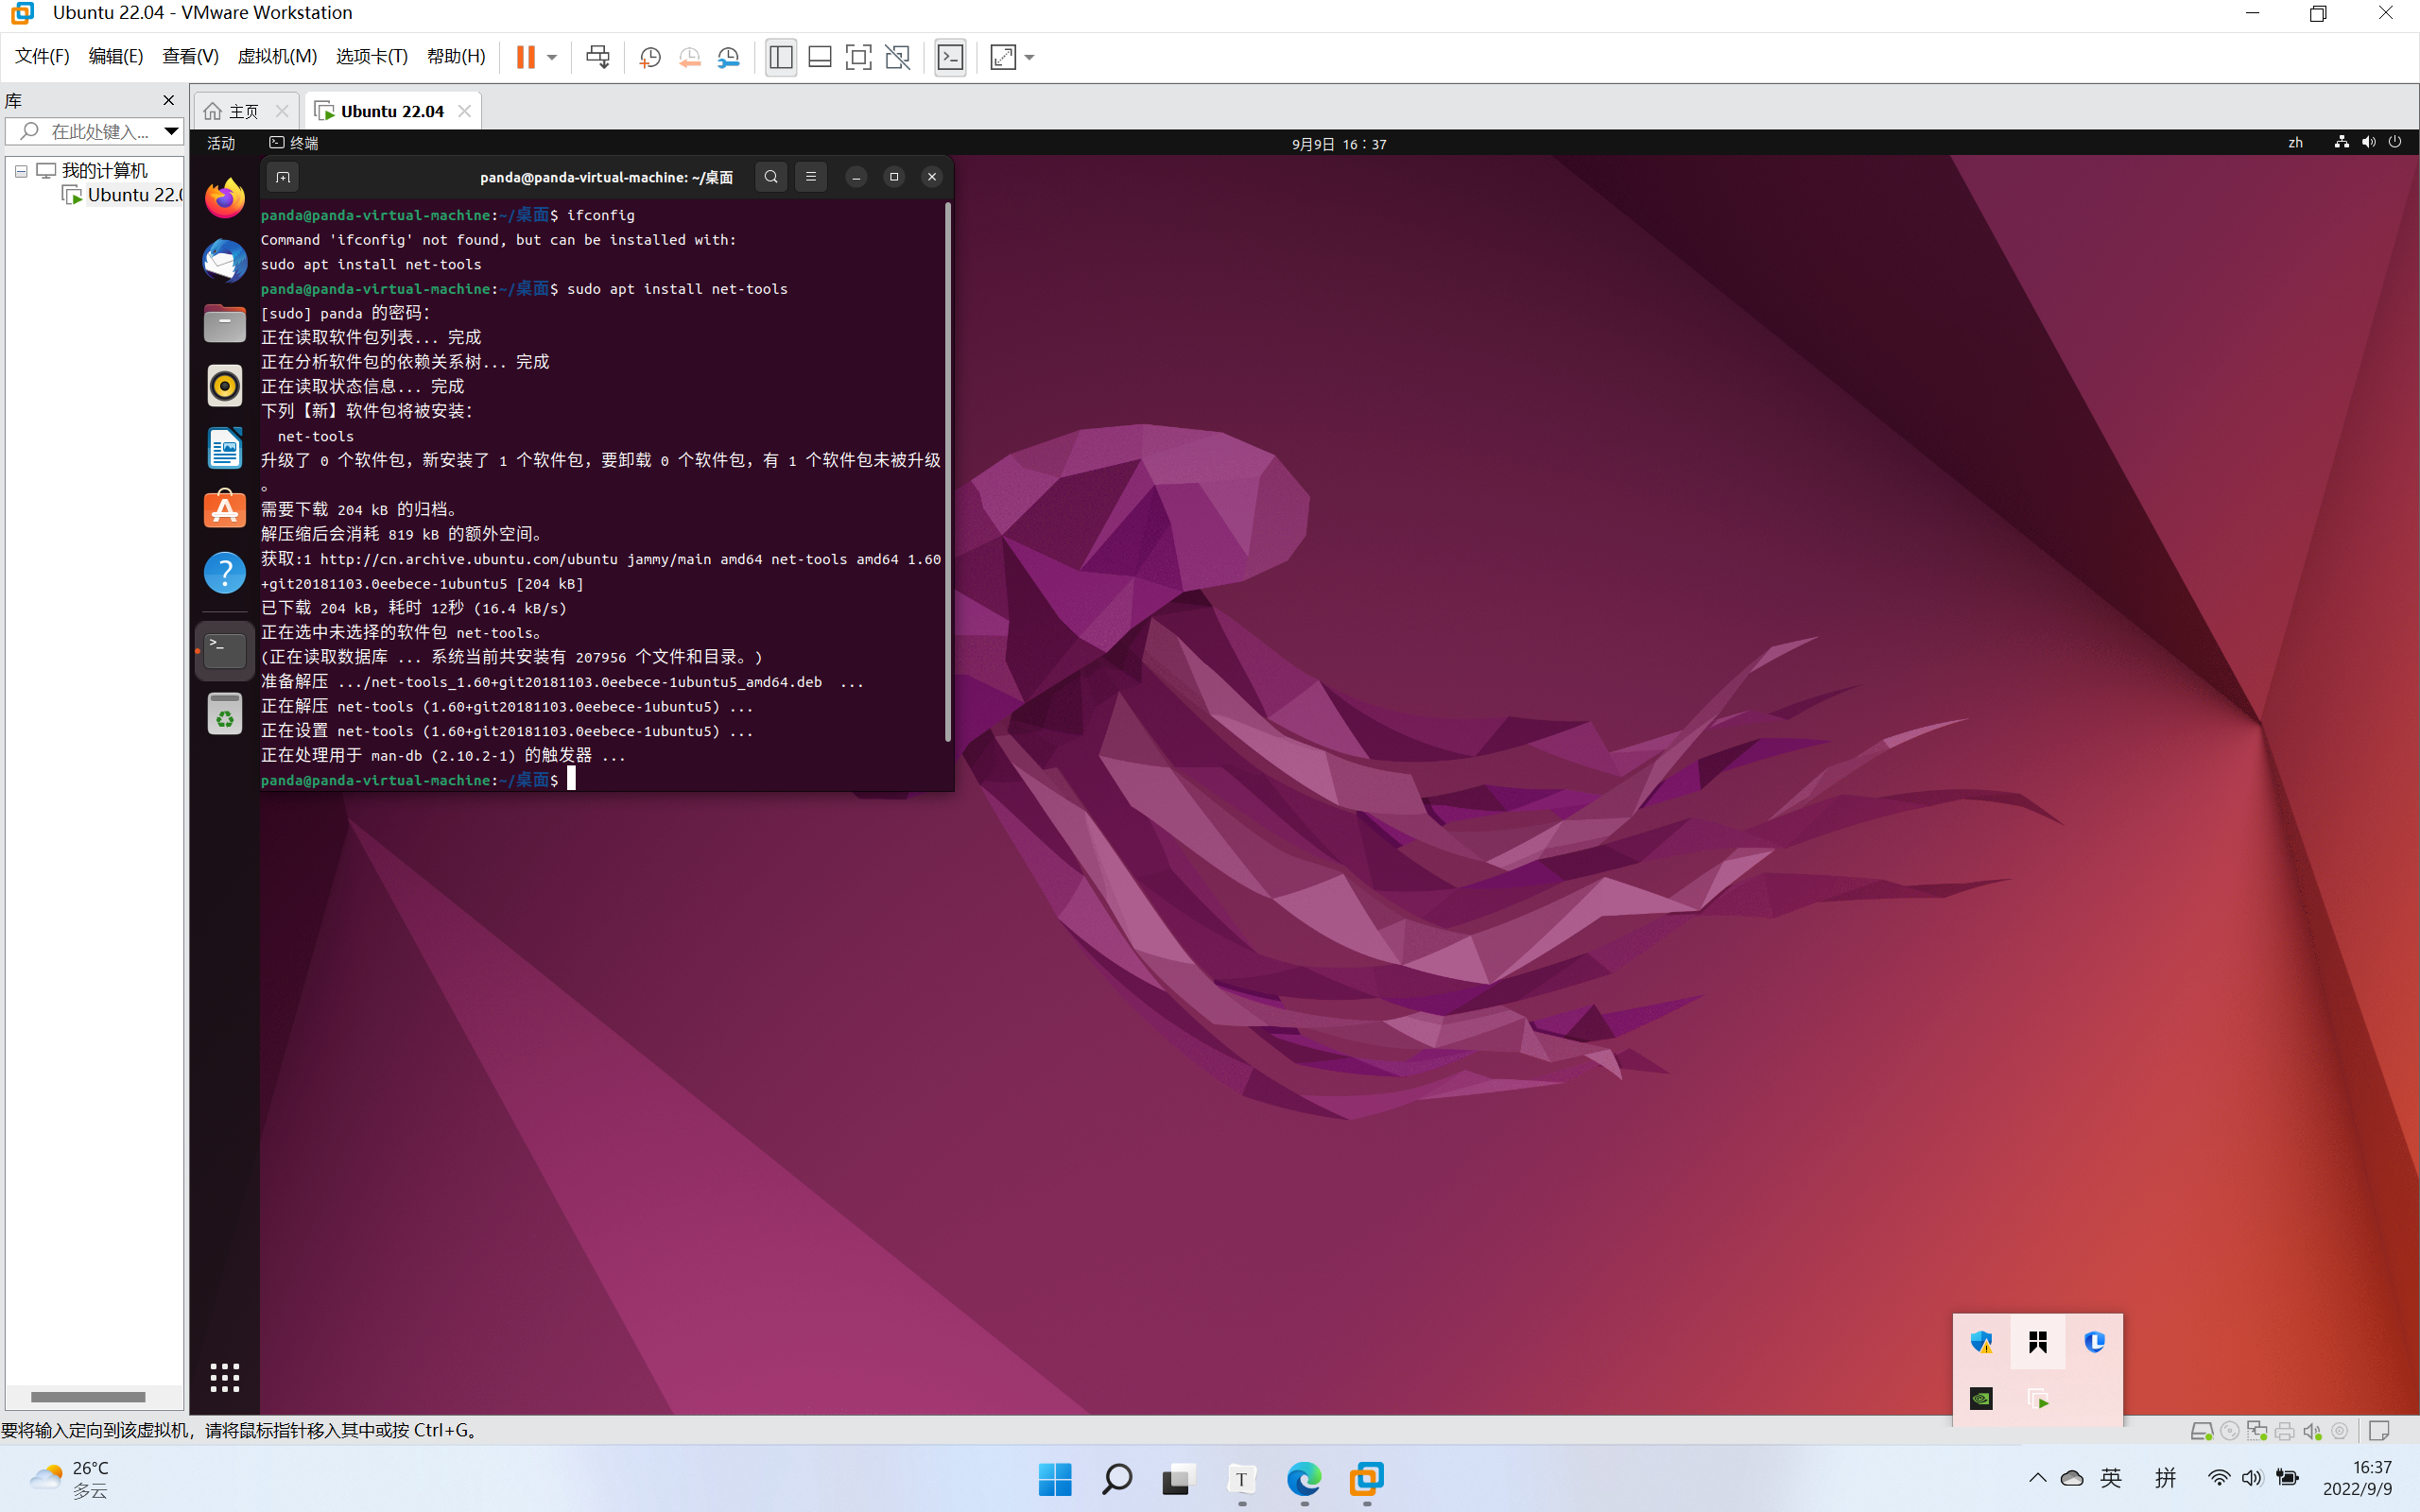 Ubuntu 22.04 - VMware Workstation
文件(F) 编辑(E) 查看(V) 虚拟机(M) 选项卡(T) 帮助(H)
库
在此处键入...
我的计算机
Ubuntu 22.0
主页
Ubuntu 22.04
活动
终端
9月9日 16：37
zh
panda@panda-virtual-machine: ~/桌面
panda@panda-virtual-machine:~/桌面$ ifconfig
Command 'ifconfig' not found, but can be installed with:
sudo apt install net-tools
panda@panda-virtual-machine:~/桌面$ sudo apt install net-tools
[sudo] panda 的密码：
正在读取软件包列表... 完成
正在分析软件包的依赖关系树... 完成
正在读取状态信息... 完成
下列【新】软件包将被安装：
net-tools
升级了 0 个软件包，新安装了 1 个软件包，要卸载 0 个软件包，有 1 个软件包未被升级
。
需要下载 204 kB 的归档。
解压缩后会消耗 819 kB 的额外空间。
获取:1 http://cn.archive.ubuntu.com/ubuntu jammy/main amd64 net-tools amd64 1.60
+git20181103.0eebece-1ubuntu5 [204 kB]
已下载 204 kB，耗时 12秒 (16.4 kB/s)
正在选中未选择的软件包 net-tools。
(正在读取数据库 ... 系统当前共安装有 207956 个文件和目录。)
准备解压 .../net-tools_1.60+git20181103.0eebece-1ubuntu5_amd64.deb  ...
正在解压 net-tools (1.60+git20181103.0eebece-1ubuntu5) ...
正在设置 net-tools (1.60+git20181103.0eebece-1ubuntu5) ...
正在处理用于 man-db (2.10.2-1) 的触发器 ...
panda@panda-virtual-machine:~/桌面$
要将输入定向到该虚拟机，请将鼠标指针移入其中或按 Ctrl+G。
26°C
多云
T
英
拼
16:37
2022/9/9